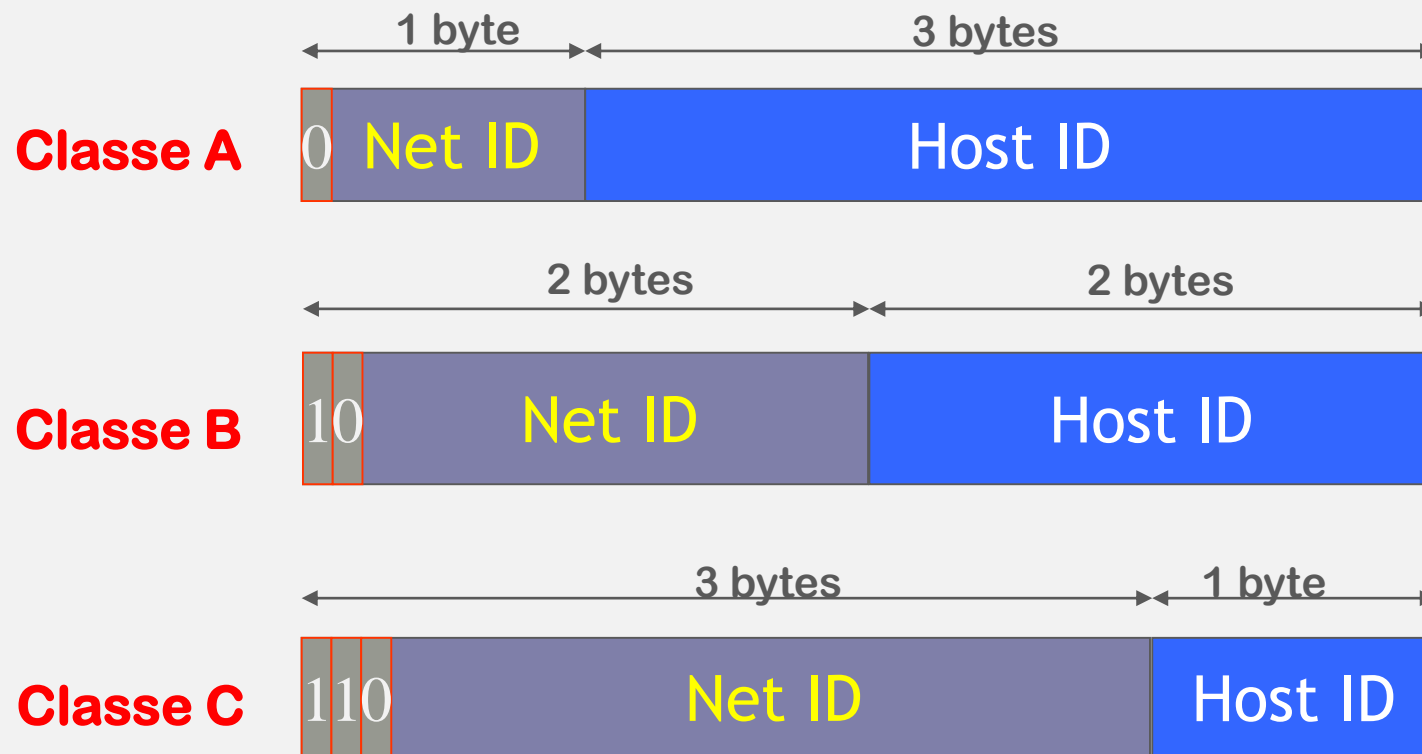 1 byte 3 bytes
Classe A 0 Net ID Host ID
2 bytes 2 bytes
Classe B 10 Net ID Host ID
3 bytes 1 byte
Classe C 110 Net ID Host ID